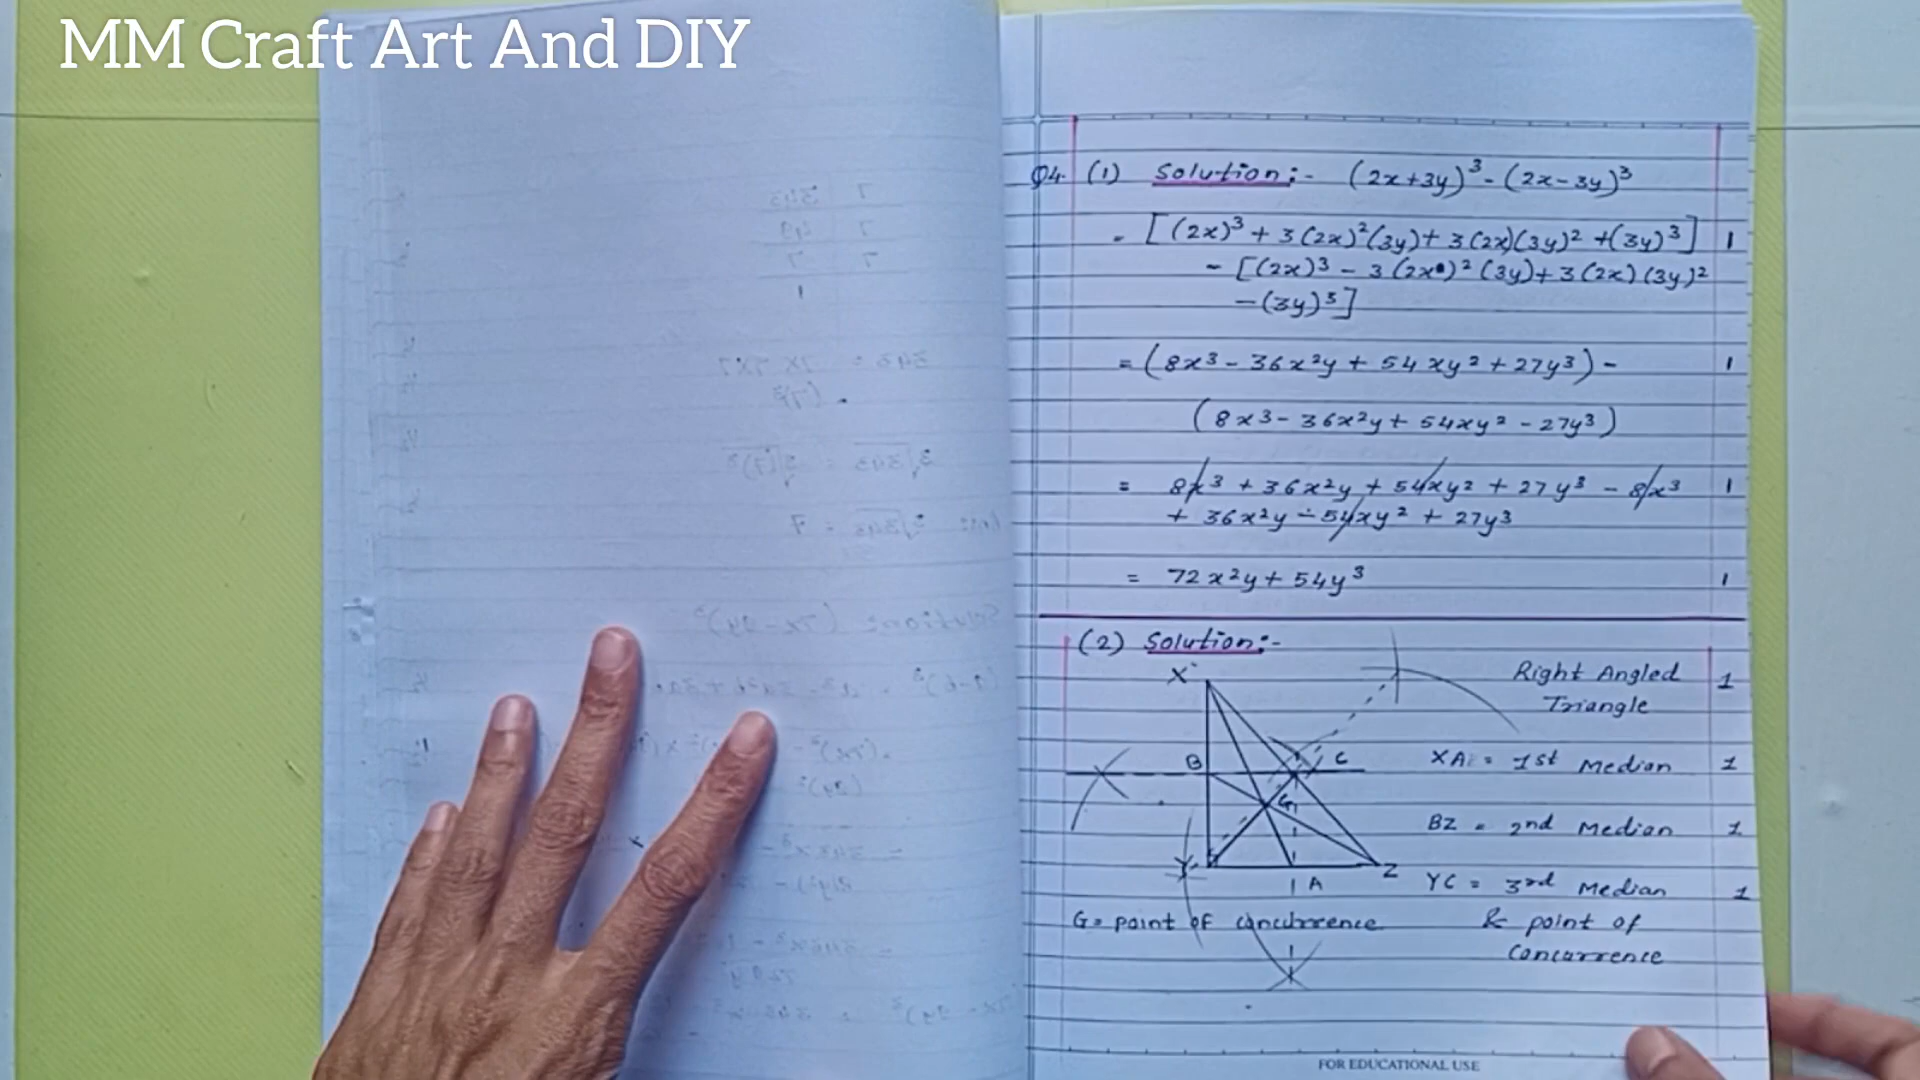 MM Craft Art And DIY
Q4. (1) Solution:- (2x+3y)³-(2x-3y)³
= [(2x)³+3(2x)²(3y)+3(2x)(3y)²+(3y)³] 1
- [(2x)³-3(2x)²(3y)+3(2x)(3y)²
-(3y)³]
= (8x³-36x²y+54xy²+27y³)- 1
(8x³-36x²y+54xy²-27y³)
= 8x³+36x²y+54xy²+27y³-8x³ 1
+ 36x²y-54xy²+27y³
= 72x²y+54y³ 1
(2) Solution:-
X
Right Angled 1
Triangle
B
C
XA = 1st Median 1
G
BZ = 2nd Median 1
Y
Z
A
YC = 3rd Median 1
G = point of concurrence
& point of
Concurrence
FOR EDUCATIONAL USE